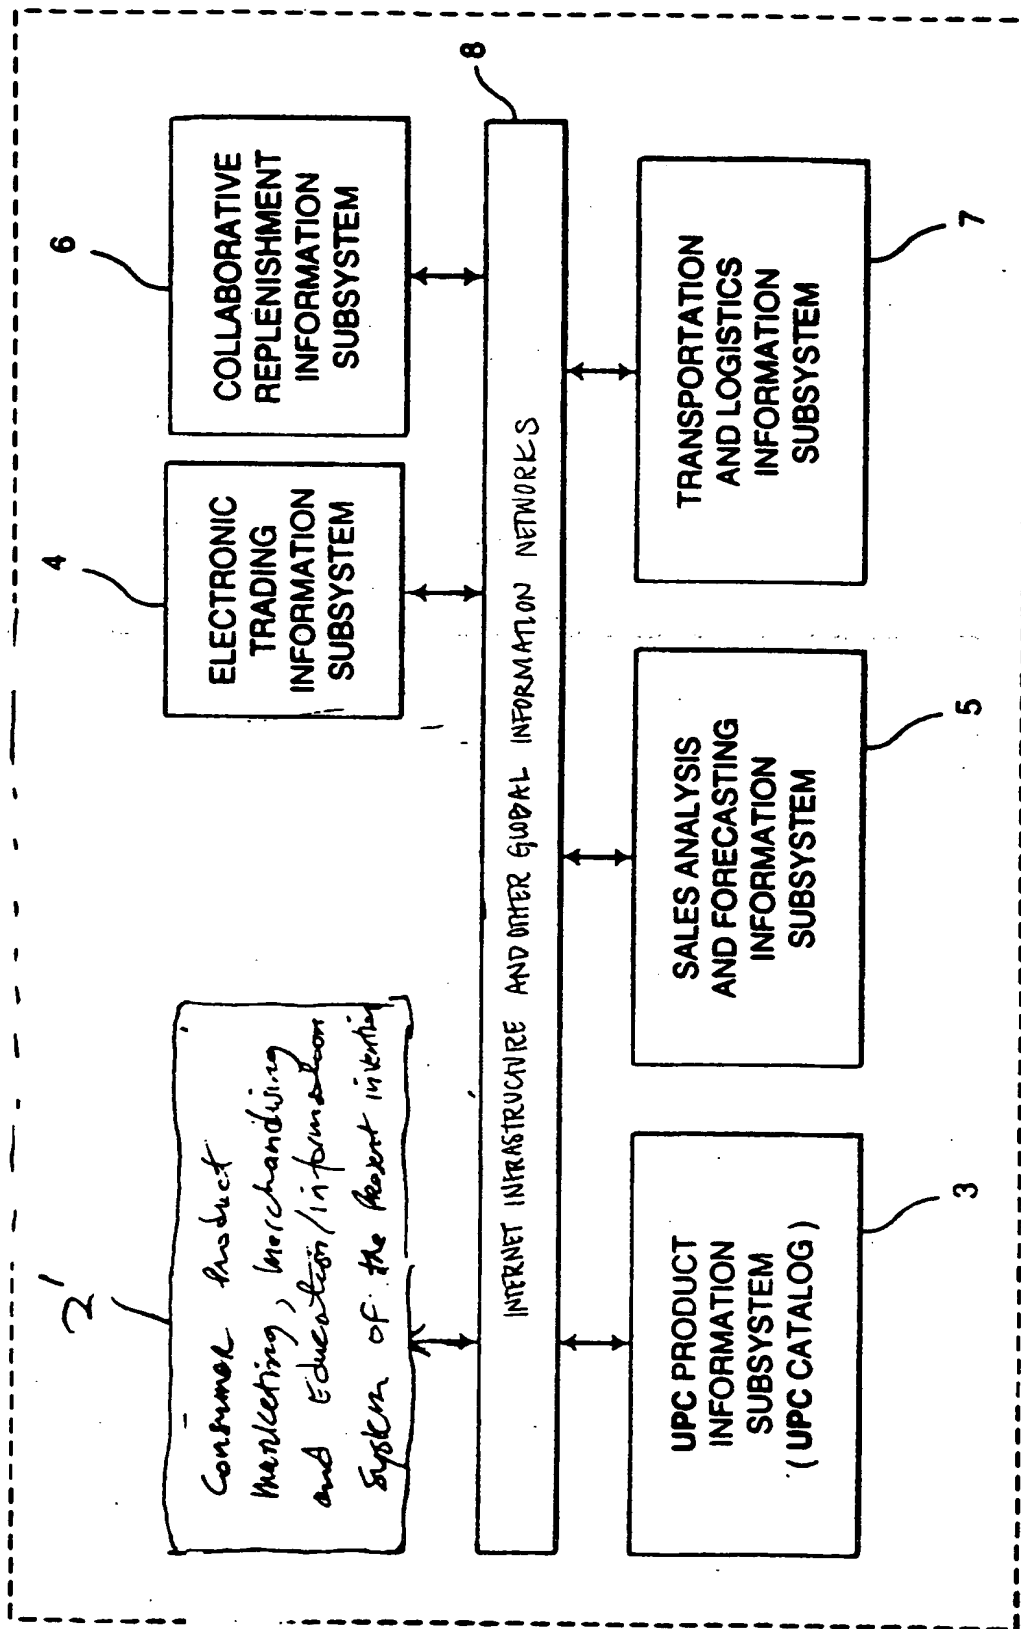 2'
Consumer Product
Marketing, Merchandising
and Education/information
System of the Present invention
4
ELECTRONIC
TRADING
INFORMATION
SUBSYSTEM
6
COLLABORATIVE
REPLENISHMENT
INFORMATION
SUBSYSTEM
8
INTERNET INFRASTRUCTURE AND OTHER GLOBAL INFORMATION NETWORKS
UPC PRODUCT
INFORMATION
SUBSYSTEM
(UPC CATALOG)
3
SALES ANALYSIS
AND FORECASTING
INFORMATION
SUBSYSTEM
5
TRANSPORTATION
AND LOGISTICS
INFORMATION
SUBSYSTEM
7